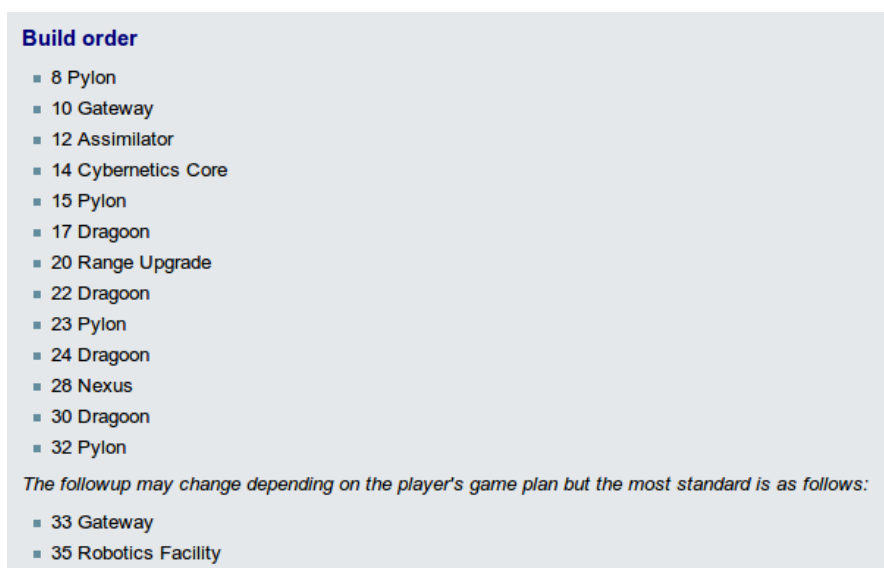 Build order
8 Pylon
10 Gateway
12 Assimilator
14 Cybernetics Core
15 Pylon
17 Dragoon
20 Range Upgrade
22 Dragoon
23 Pylon
24 Dragoon
28 Nexus
30 Dragoon
32 Pylon
The followup may change depending on the player's game plan but the most standard is as follows:
33 Gateway
35 Robotics Facility